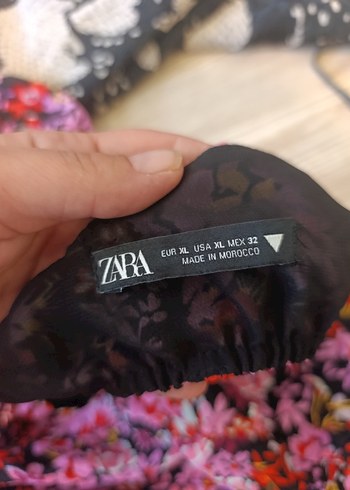 ZARA
EUR XL USA XL MEX 32
MADE IN MOROCCO